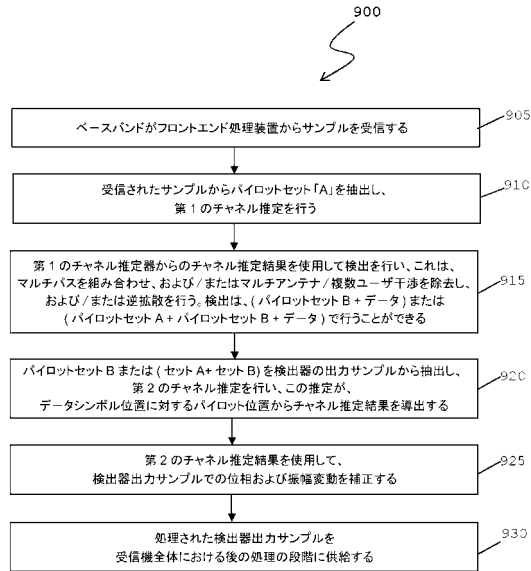 900
ベースバンドがフロントエンド処理装置からサンプルを受信する
905
受信されたサンプルからパイロットセット「A」を抽出し、
第1のチャネル推定を行う
910
第1のチャネル推定器からのチャネル推定結果を使用して検出を行い、これは、
マルチパスを組み合わせ、および/またはマルチアンテナ/複数ユーザ干渉を除去し、
および/または逆拡散を行う。検出は、(パイロットセットB+データ)または
(パイロットセットA+パイロットセットB+データ)で行うことができる
915
パイロットセットBまたは(セットA+セットB)を検出器の出力サンプルから抽出し、
第2のチャネル推定を行い、この推定が、
データシンボル位置に対するパイロット位置からチャネル推定結果を導出する
920
第2のチャネル推定結果を使用して、
検出器出力サンプルでの位相および振幅変動を補正する
925
処理された検出器出力サンプルを
受信機全体における後の処理の段階に供給する
930